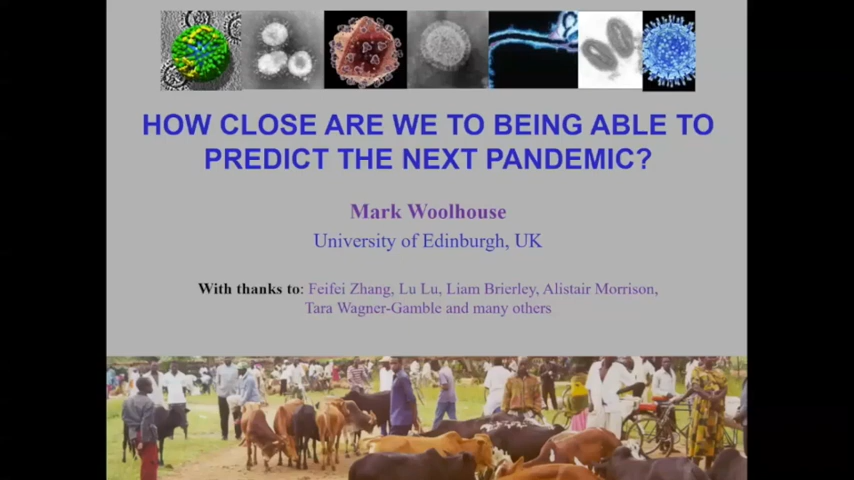 HOW CLOSE ARE WE TO BEING ABLE TO
PREDICT THE NEXT PANDEMIC?
Mark Woolhouse
University of Edinburgh, UK
With thanks to: Feifei Zhang, Lu Lu, Liam Brierley, Alistair Morrison,
Tara Wagner-Gamble and many others